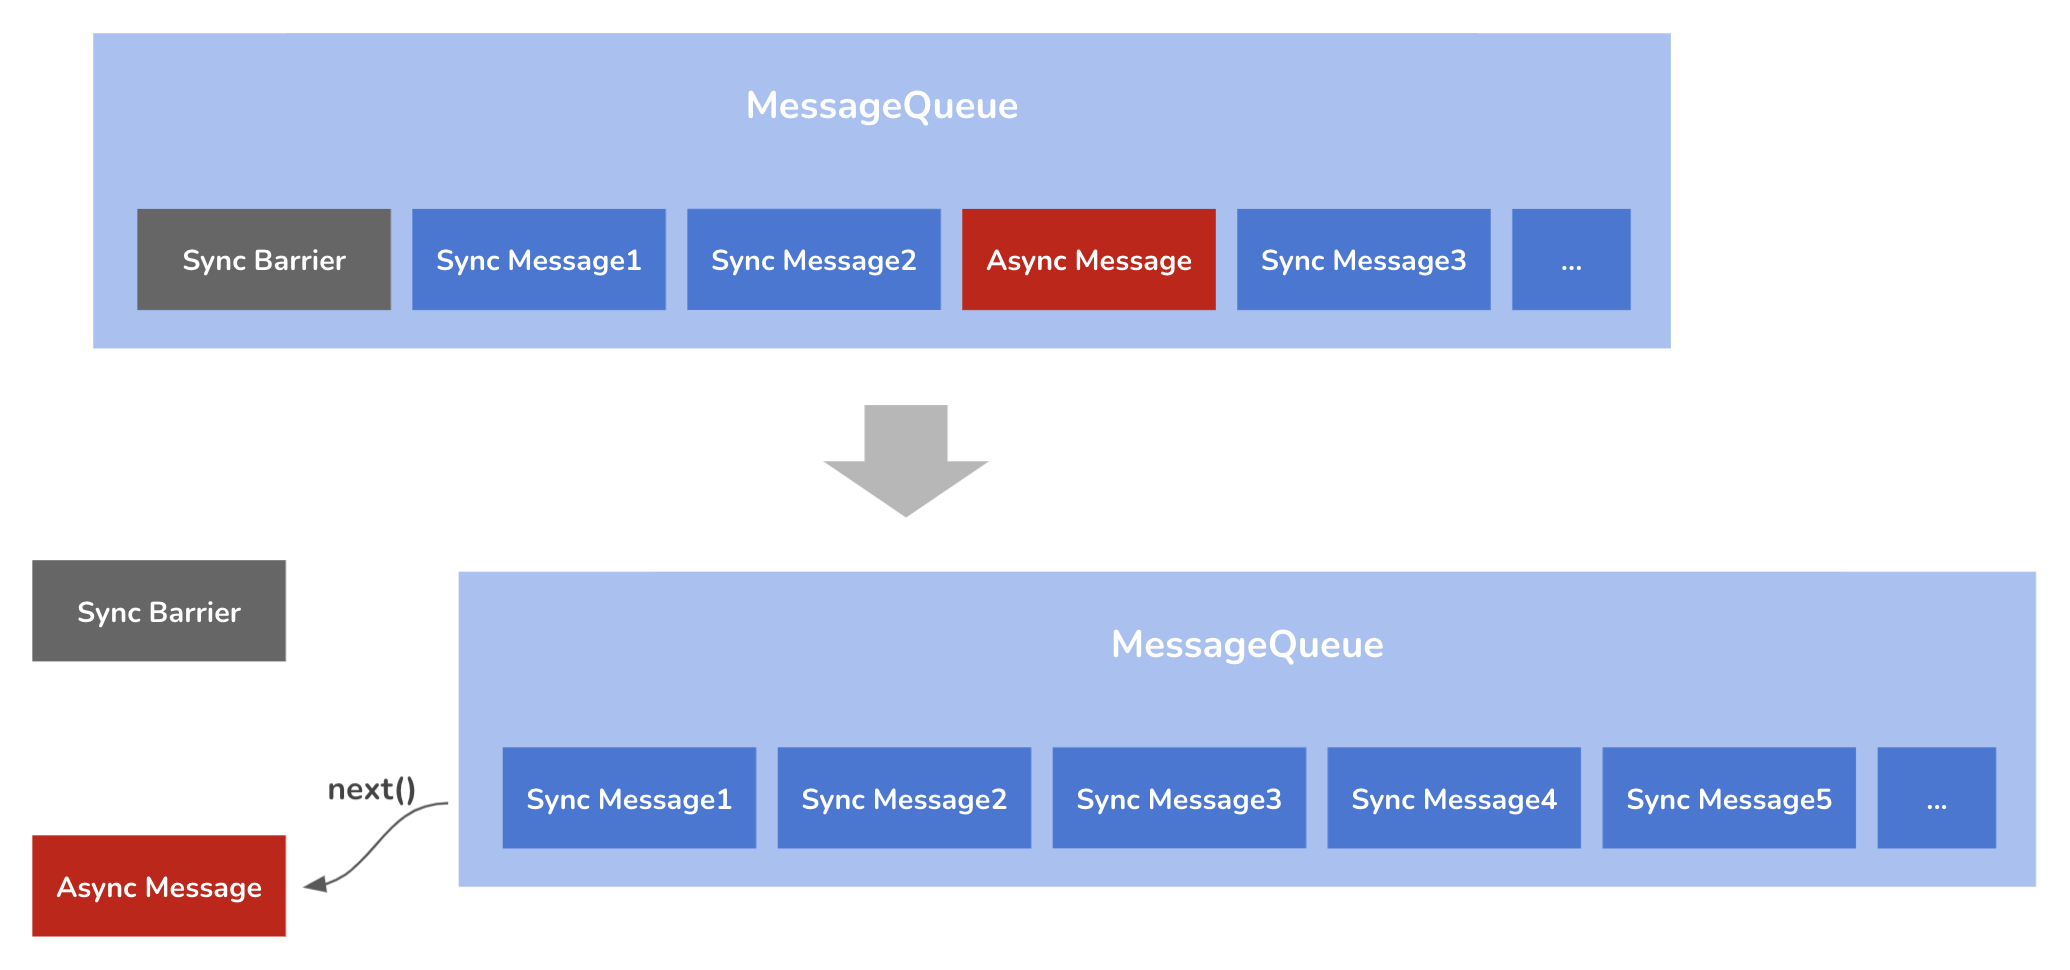 MessageQueue
Sync Barrier
Sync Message1
Sync Message2
Async Message
Sync Message3
...
Sync Barrier
MessageQueue
next()
Sync Message1
Sync Message2
Sync Message3
Sync Message4
Sync Message5
...
Async Message